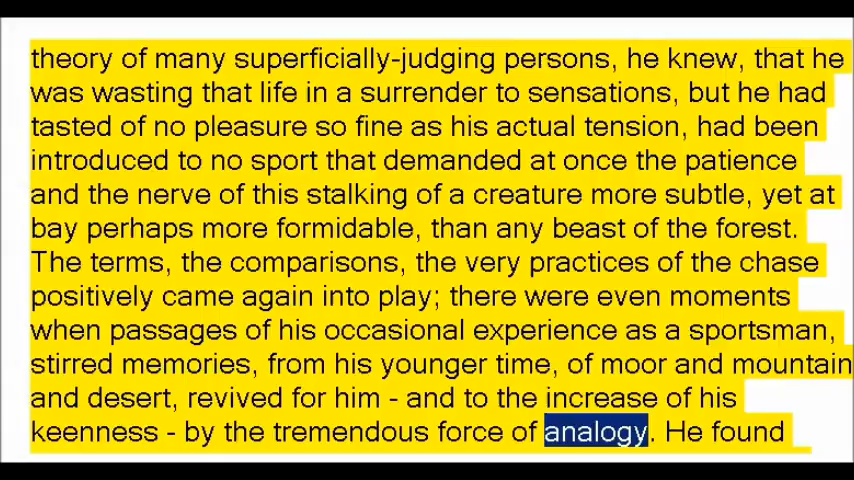 theory of many superficially-judging persons, he knew, that he
was wasting that life in a surrender to sensations, but he had
tasted of no pleasure so fine as his actual tension, had been
introduced to no sport that demanded at once the patience
and the nerve of this stalking of a creature more subtle, yet at
bay perhaps more formidable, than any beast of the forest.
The terms, the comparisons, the very practices of the chase
positively came again into play; there were even moments
when passages of his occasional experience as a sportsman,
stirred memories, from his younger time, of moor and mountain
and desert, revived for him - and to the increase of his
keenness - by the tremendous force of analogy. He found